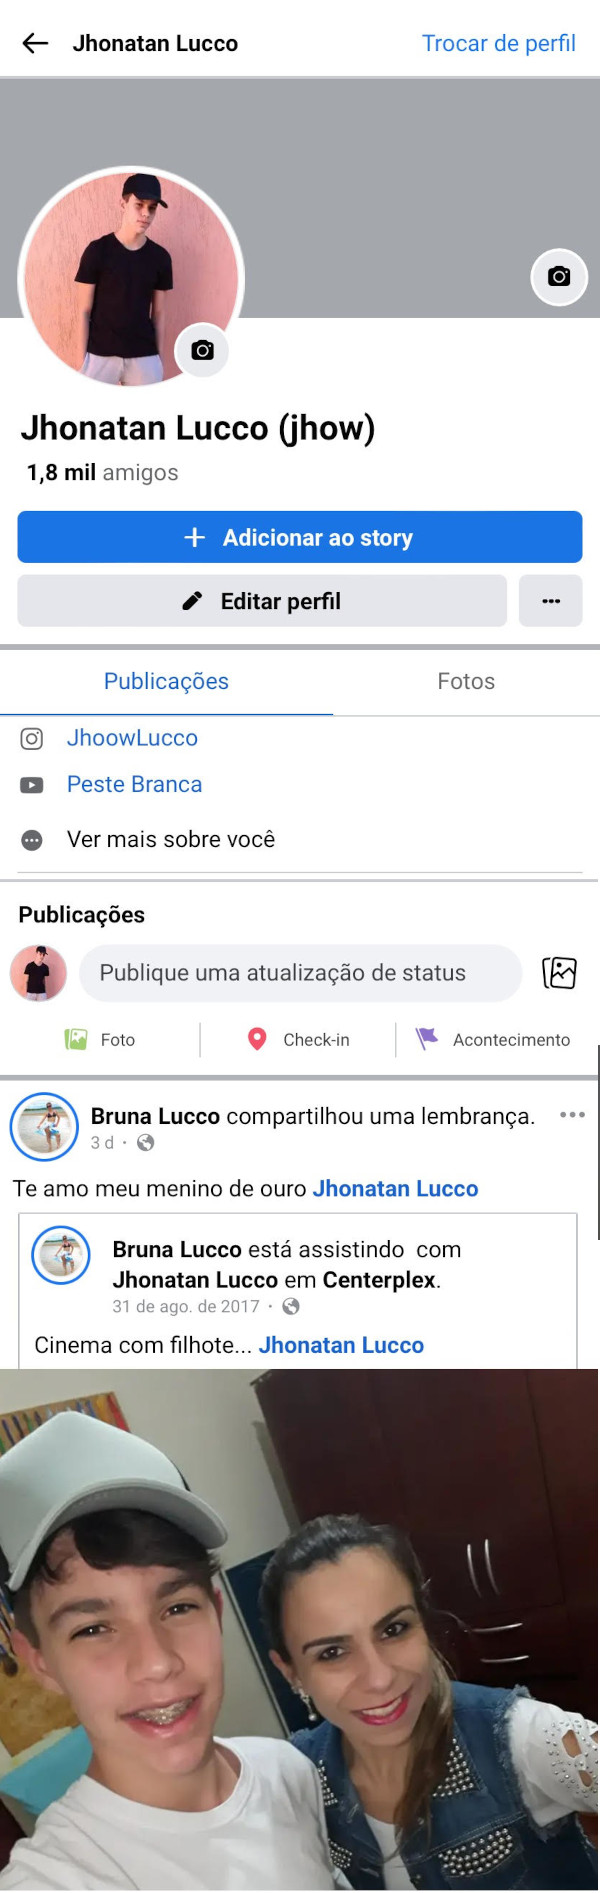 Jhonatan Lucco
Trocar de perfil
Jhonatan Lucco (jhow)
1,8 mil amigos
+ Adicionar ao story
Editar perfil
Publicações
Fotos
JhoowLucco
Peste Branca
Ver mais sobre você
Publicações
Publique uma atualização de status
Foto
Check-in
Acontecimento
Bruna Lucco compartilhou uma lembrança.
3 d ·
Te amo meu menino de ouro Jhonatan Lucco
Bruna Lucco está assistindo com
Jhonatan Lucco em Centerplex.
31 de ago. de 2017 ·
Cinema com filhote... Jhonatan Lucco